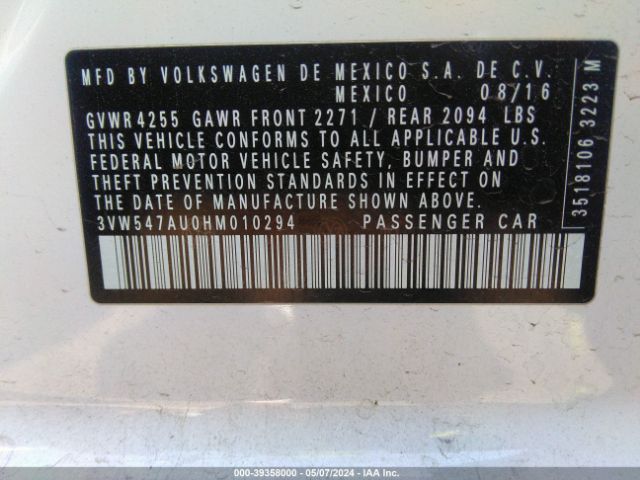 MFD BY VOLKSWAGEN DE MEXICO S.A. DE C.V.
MEXICO 08/16
GVWR 4255 GAWR FRONT 2271 / REAR 2094 LBS
THIS VEHICLE CONFORMS TO ALL APPLICABLE U.S.
FEDERAL MOTOR VEHICLE SAFETY, BUMPER AND
THEFT PREVENTION STANDARDS IN EFFECT ON
THE DATE OF MANUFACTURE SHOWN ABOVE.
3VW547AU0HM010294 PASSENGER CAR
3518106 3223 M
000-39358000 - 05/07/2024 - IAA Inc.